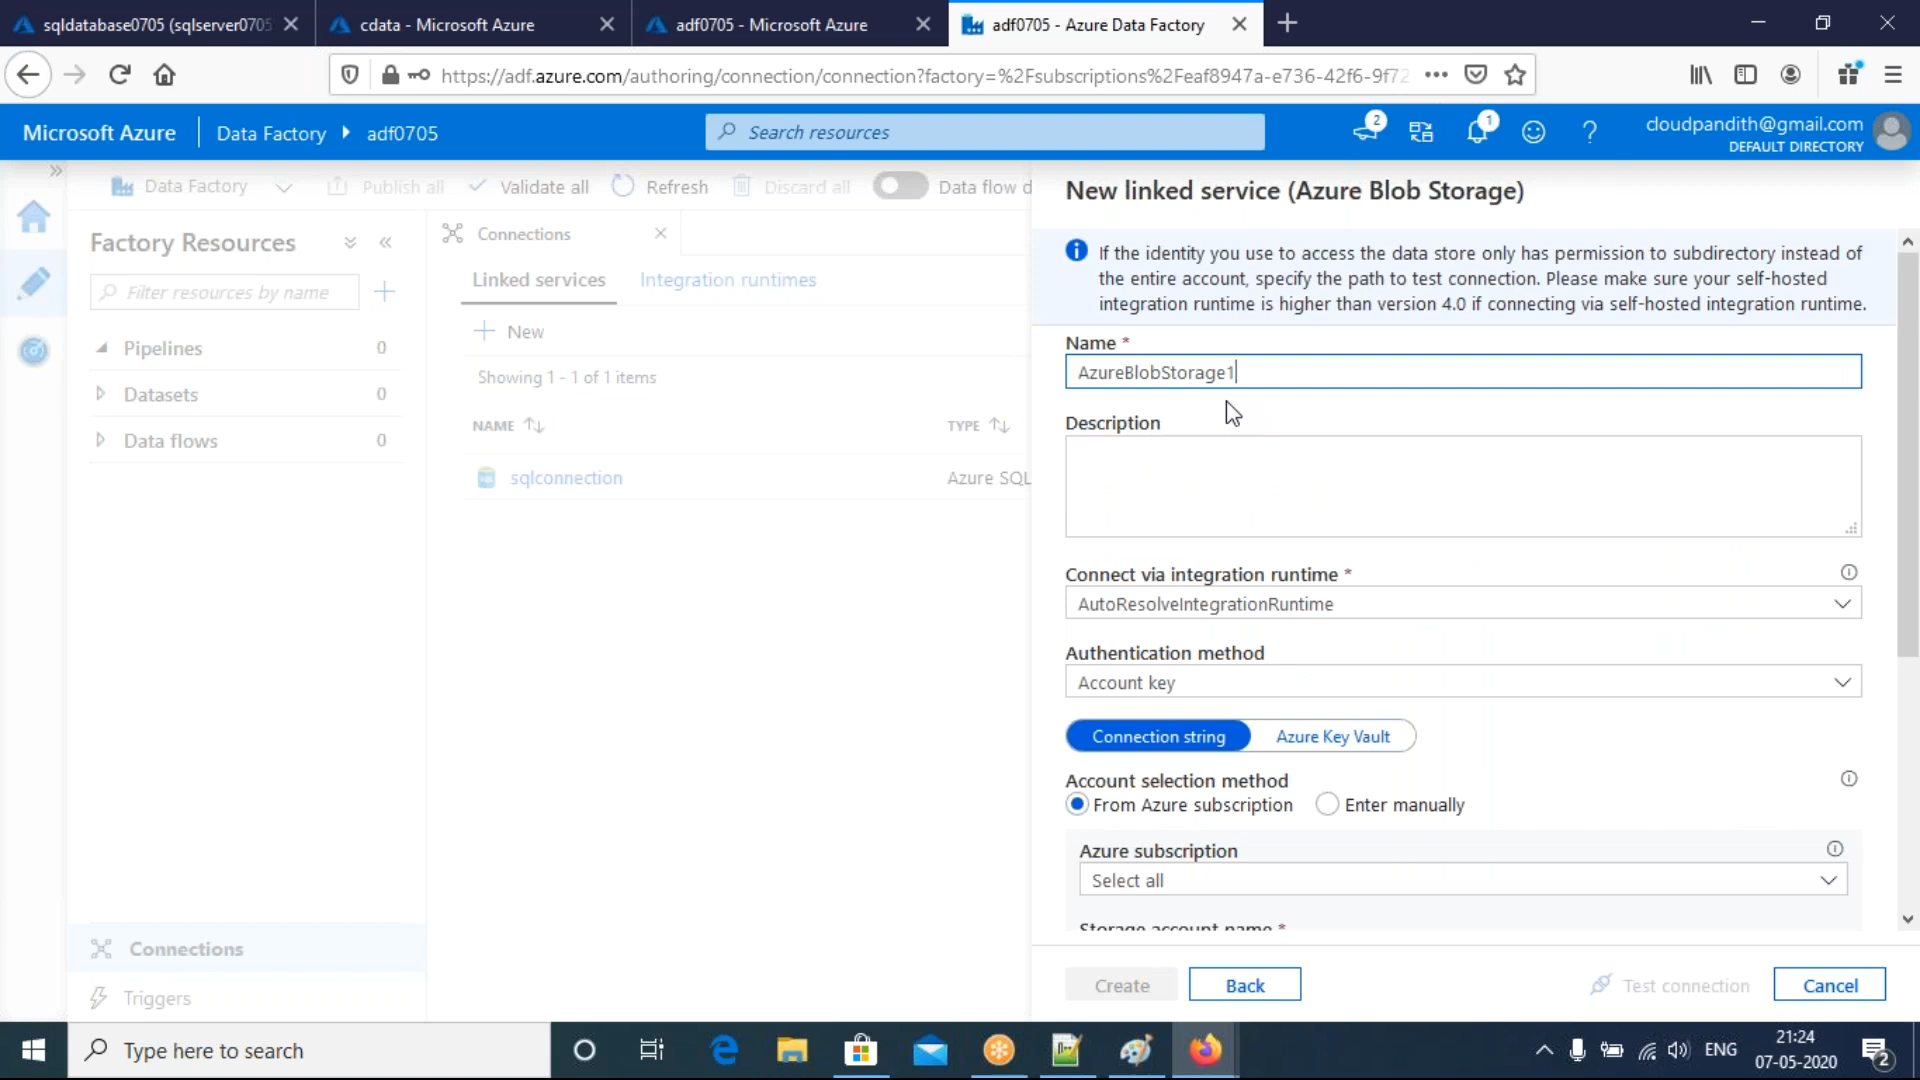 sqldatabase0705 (sqlserver0705
cdata - Microsoft Azure
adf0705 - Microsoft Azure
adf0705 - Azure Data Factory
https://adf.azure.com/authoring/connection/connection?factory=%2Fsubscriptions%2Feaf8947a-e736-42f6-9f72
Microsoft Azure
Data Factory
adf0705
Search resources
2
1
cloudpandith@gmail.com
DEFAULT DIRECTORY
Data Factory
Publish all
Validate all
Refresh
Discard all
Data flow d
Factory Resources
Filter resources by name
Pipelines 0
Datasets 0
Data flows 0
Connections
Triggers
Connections
Linked services
Integration runtimes
New
Showing 1 - 1 of 1 items
NAME
TYPE
sqlconnection
Azure SQL
New linked service (Azure Blob Storage)
If the identity you use to access the data store only has permission to subdirectory instead of
the entire account, specify the path to test connection. Please make sure your self-hosted
integration runtime is higher than version 4.0 if connecting via self-hosted integration runtime.
Name *
AzureBlobStorage1
Description
Connect via integration runtime *
AutoResolveIntegrationRuntime
Authentication method
Account key
Connection string
Azure Key Vault
Account selection method
From Azure subscription
Enter manually
Azure subscription
Select all
Storage account name *
Create
Back
Test connection
Cancel
Type here to search
ENG
21:24
07-05-2020
2